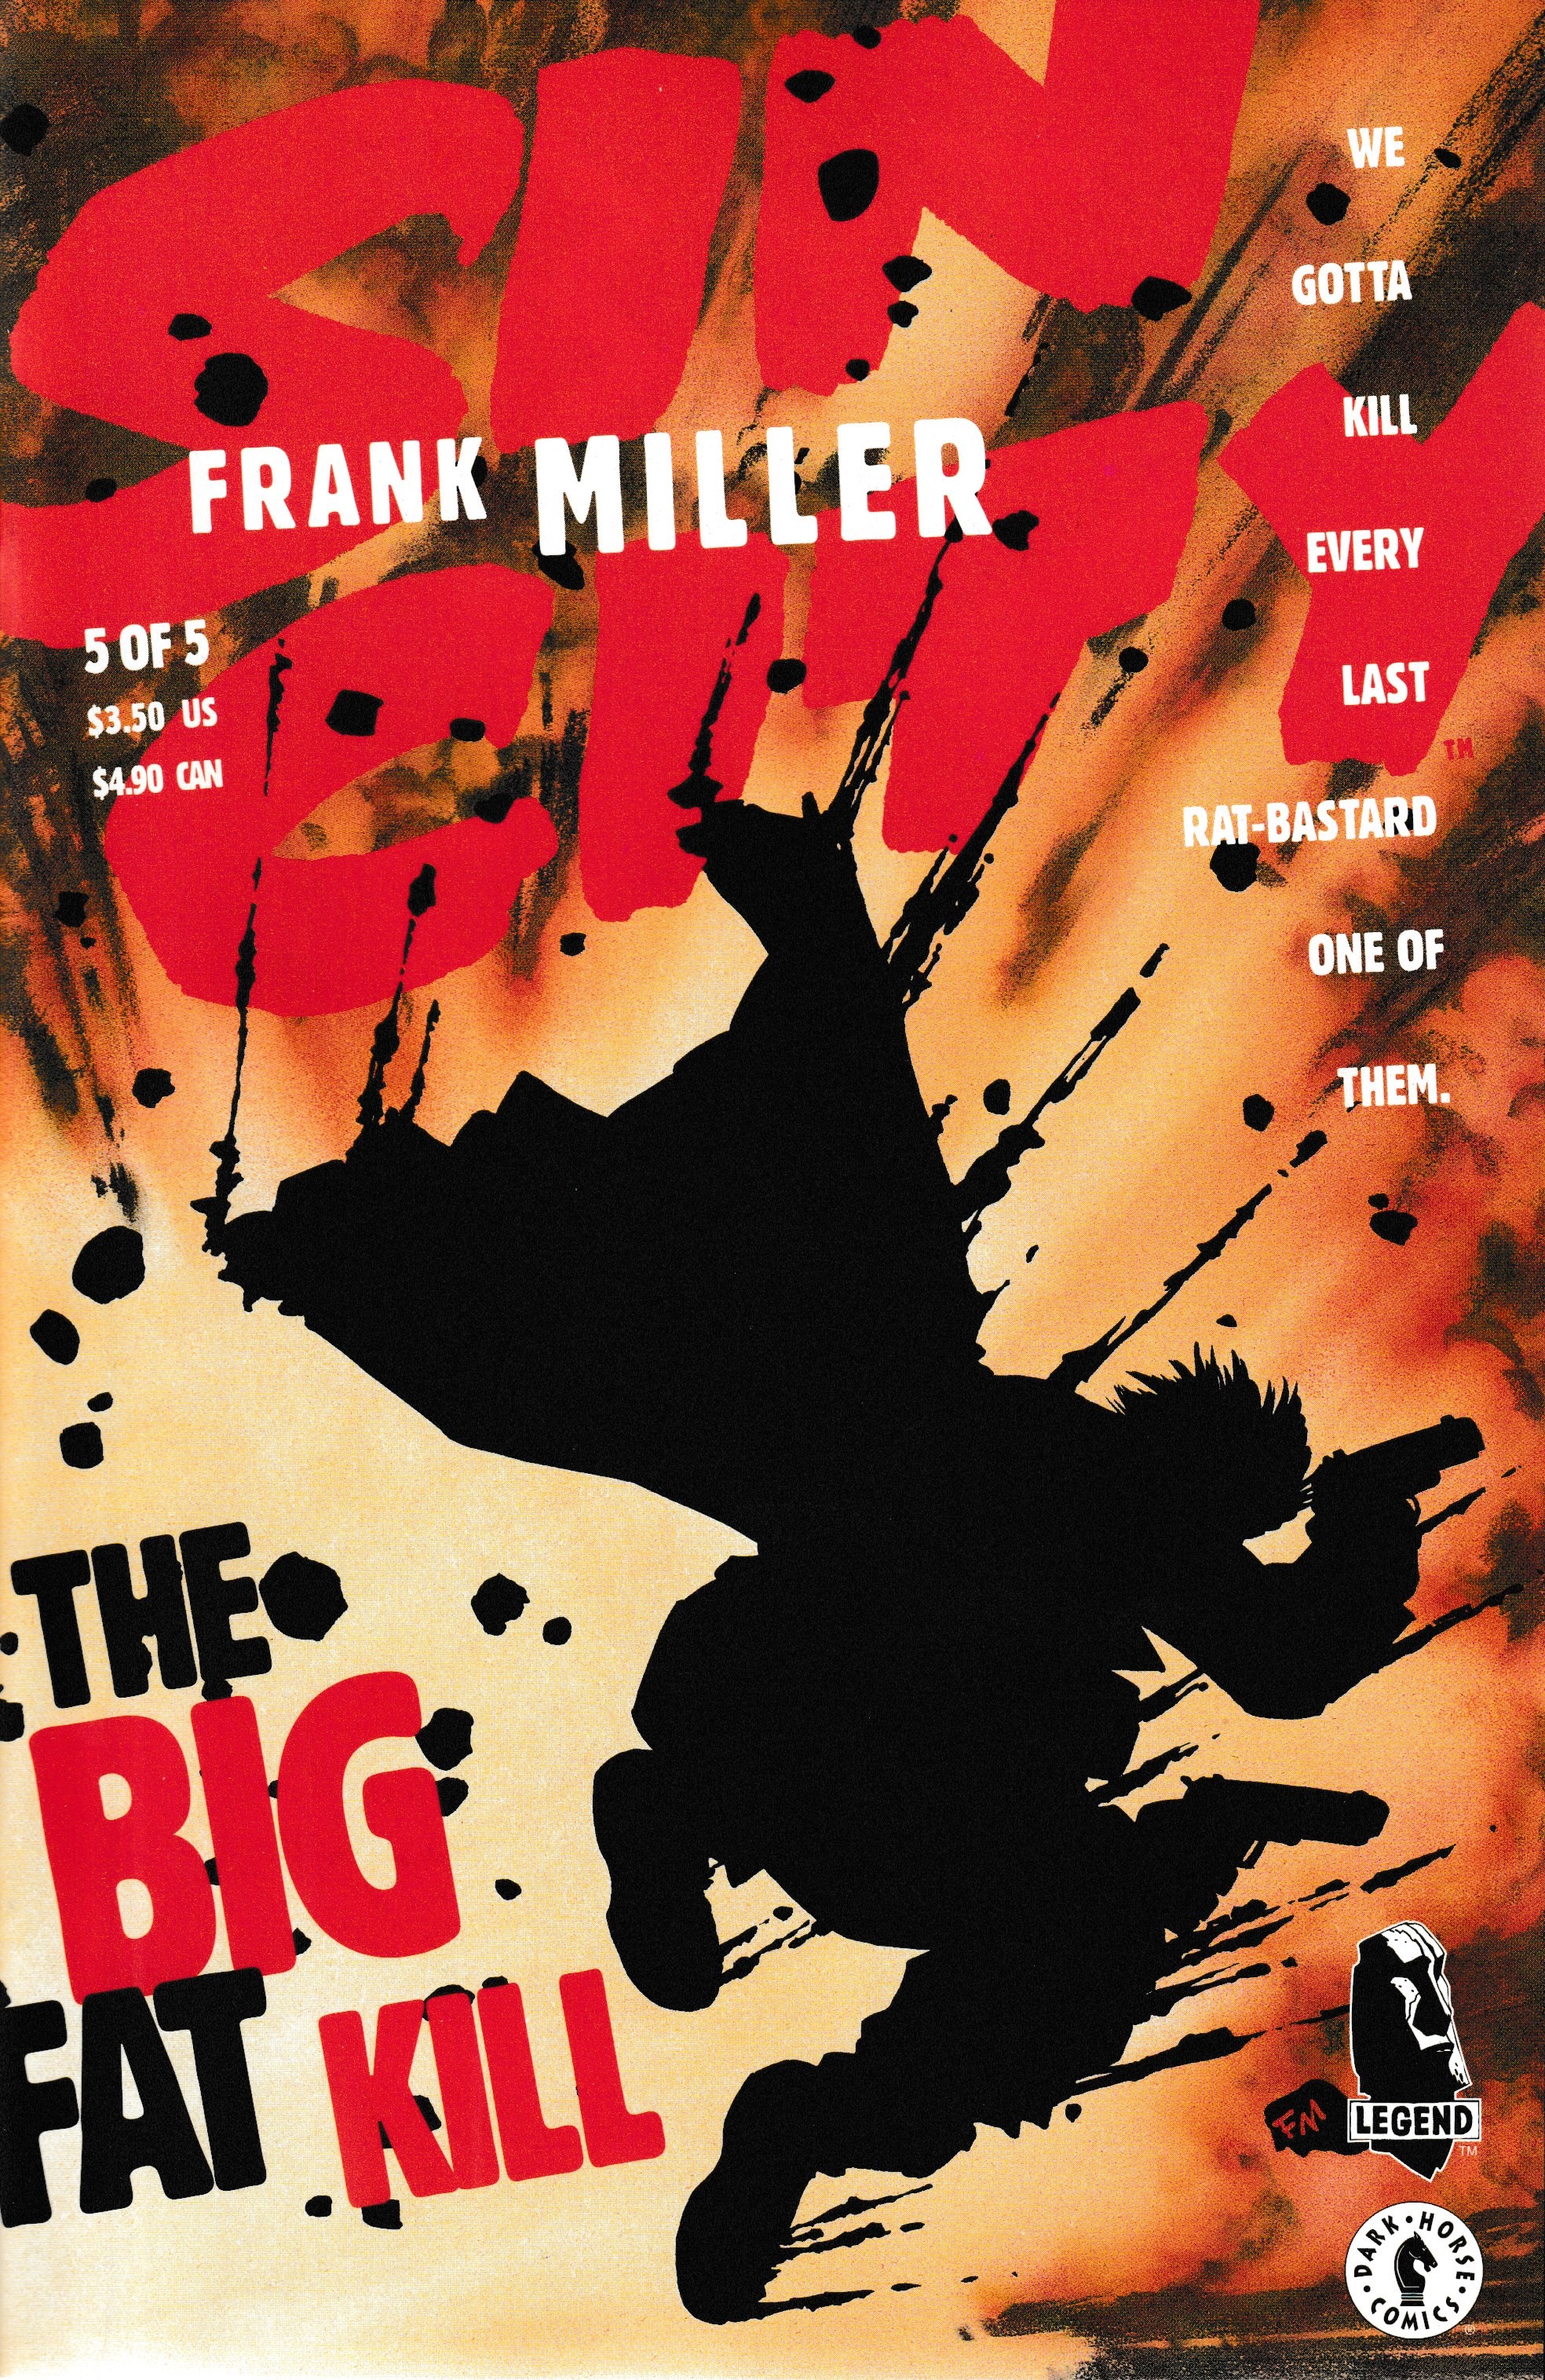 SIN
CITY
TM
FRANK MILLER
5 OF 5
$3.50 US
$4.90 CAN
WE
GOTTA
KILL
EVERY
LAST
RAT-BASTARD
ONE OF
THEM.
THE
BIG
FAT KILL
FM
LEGEND
TM
DARK • HORSE
COMICS
®